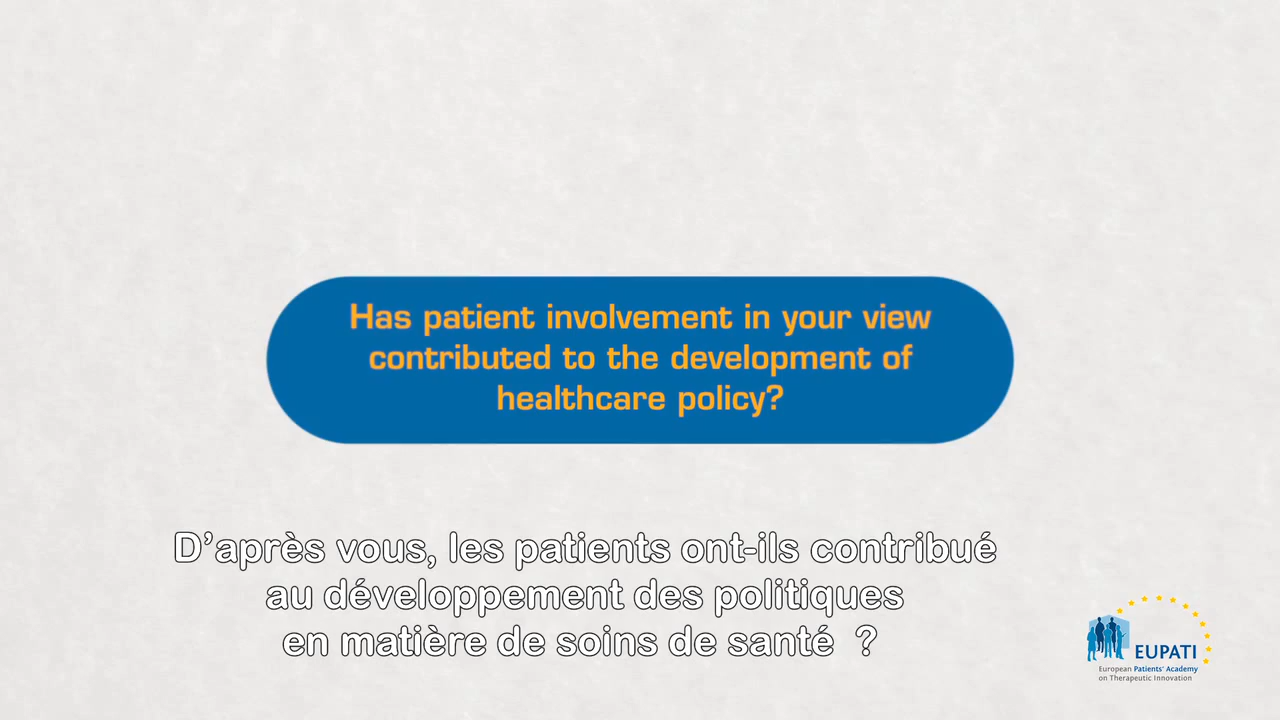 Has patient involvement in your view
contributed to the development of
healthcare policy?
D’après vous, les patients ont-ils contribué
au développement des politiques
en matière de soins de santé  ?
EUPATI
European Patients' Academy
on Therapeutic Innovation